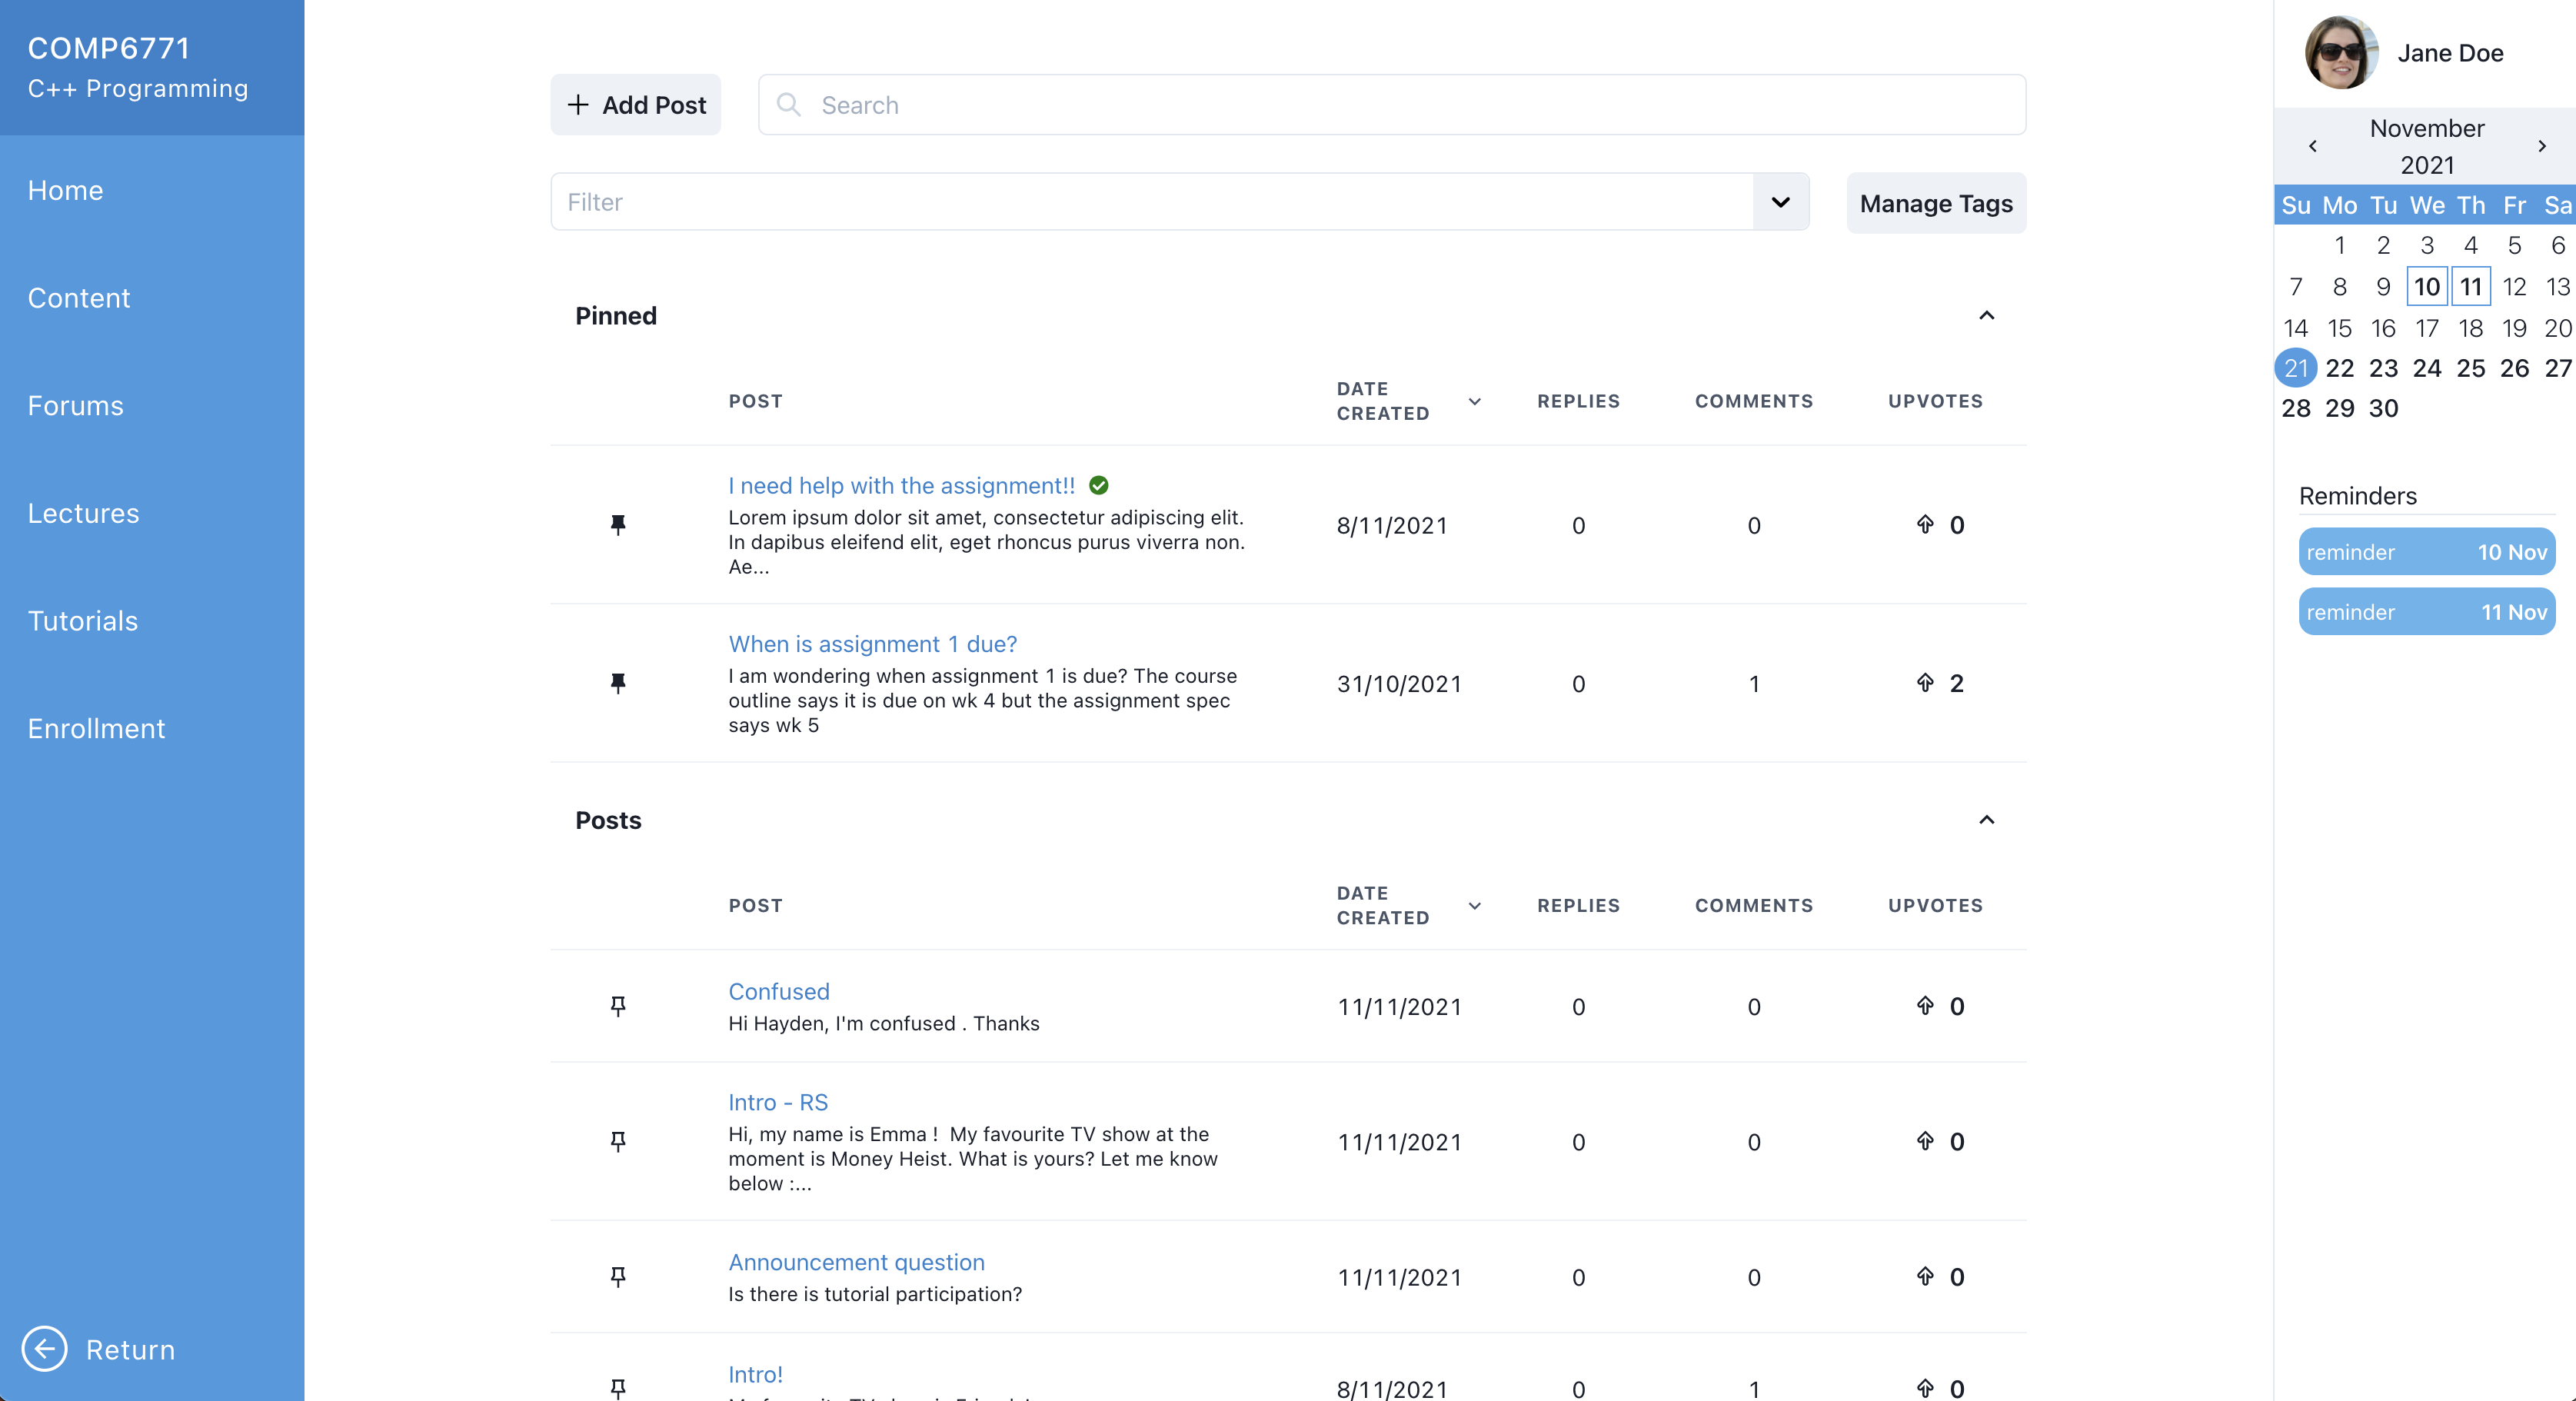 COMP6771
C++ Programming
Home
Content
Forums
Lectures
Tutorials
Enrollment
Return
Add Post
Search
Filter
Manage Tags
Pinned
POST DATE CREATED REPLIES COMMENTS UPVOTES
I need help with the assignment!!
Lorem ipsum dolor sit amet, consectetur adipiscing elit.
In dapibus eleifend elit, eget rhoncus purus viverra non.
Ae...
8/11/2021 0 0 0
When is assignment 1 due?
I am wondering when assignment 1 is due? The course
outline says it is due on wk 4 but the assignment spec
says wk 5
31/10/2021 0 1 2
Posts
POST DATE CREATED REPLIES COMMENTS UPVOTES
Confused
Hi Hayden, I'm confused . Thanks
11/11/2021 0 0 0
Intro - RS
Hi, my name is Emma !  My favourite TV show at the
moment is Money Heist. What is yours? Let me know
below :...
11/11/2021 0 0 0
Announcement question
Is there is tutorial participation?
11/11/2021 0 0 0
Intro!
8/11/2021 0 1 0
Jane Doe
November
2021
Su Mo Tu We Th Fr Sa
1 2 3 4 5 6
7 8 9 10 11 12 13
14 15 16 17 18 19 20
21 22 23 24 25 26 27
28 29 30
Reminders
reminder 10 Nov
reminder 11 Nov